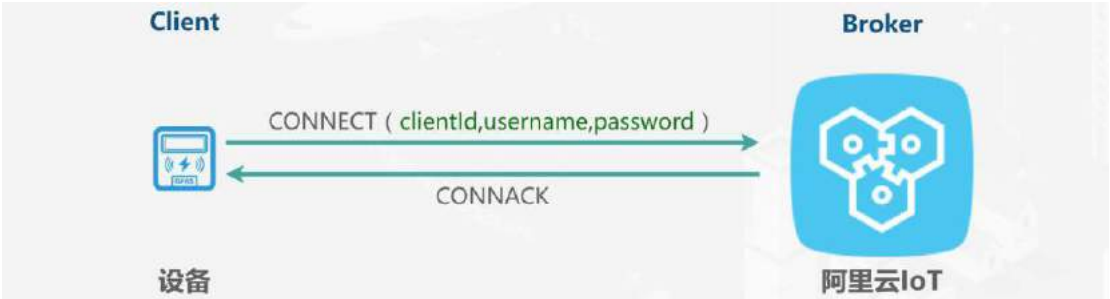 Client
Broker
CONNECT ( clientId,username,password )
CONNACK
设备
阿里云IoT